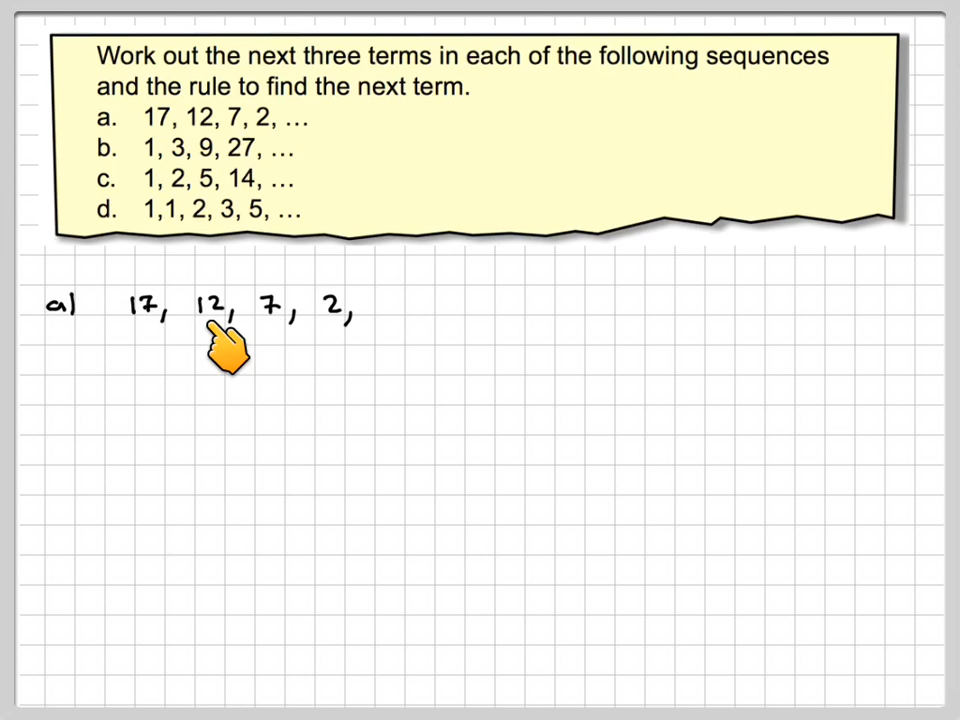 Work out the next three terms in each of the following sequences
and the rule to find the next term.
a. 17, 12, 7, 2, …
b. 1, 3, 9, 27, …
c. 1, 2, 5, 14, …
d. 1,1, 2, 3, 5, …
a) 17, 12, 7, 2,